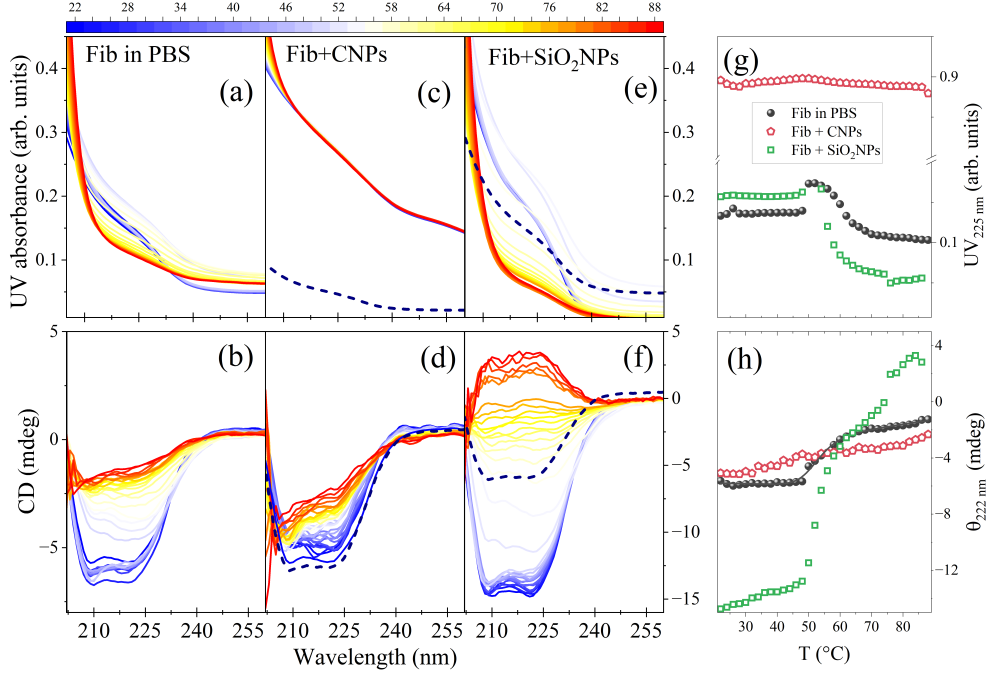 22 28 34 40 46 52 58 64 70 76 82 88
Fib in PBS
Fib+CNPs
Fib+SiO₂NPs
(a)
(c)
(e)
(g)
UV absorbance (arb. units)
0.4
0.3
0.2
0.1
0.4
0.3
0.2
0.1
0.9
0.1
UV₂₂₅ ₙₘ (arb. units)
Fib in PBS
Fib + CNPs
Fib + SiO₂NPs
(b)
(d)
(f)
(h)
CD (mdeg)
5
0
−5
5
0
−5
−10
−15
4
0
−4
−8
−12
θ₂₂₂ ₙₘ (mdeg)
210 225 240 255 210 225 240 255 210 225 240 255
30 40 50 60 70 80
Wavelength (nm)
T (°C)